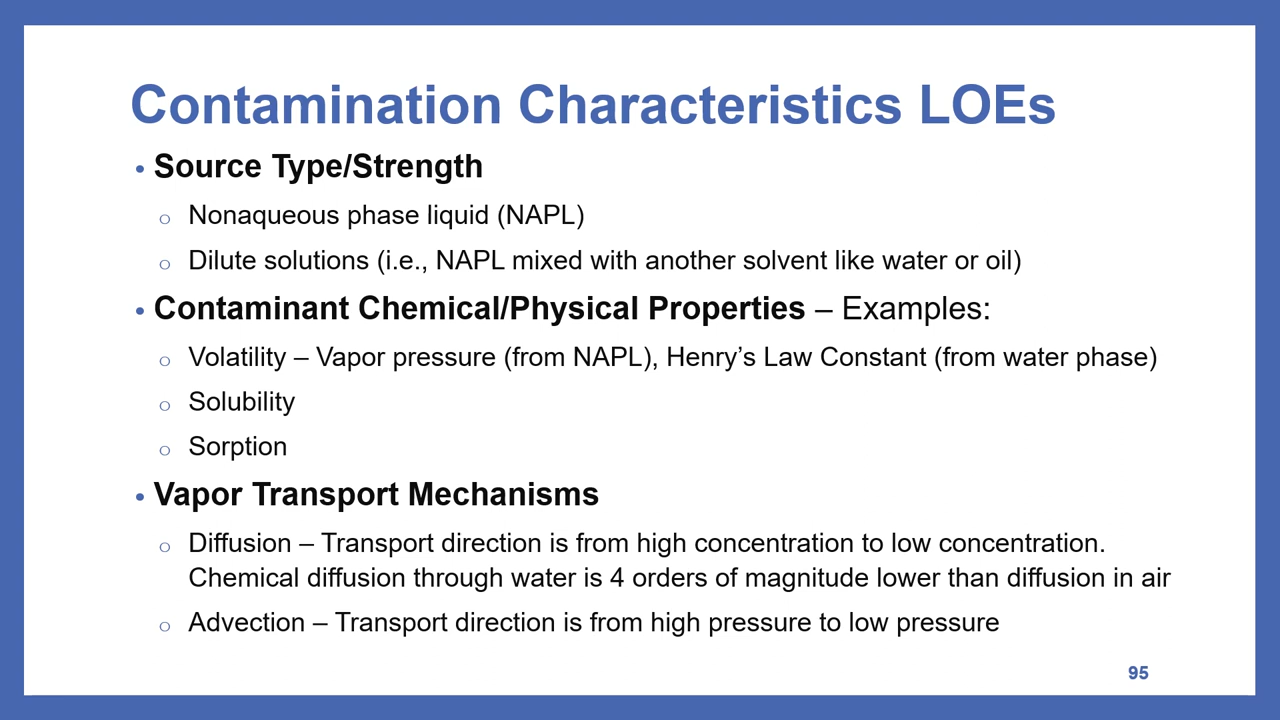 Contamination Characteristics LOEs
• Source Type/Strength
o Nonaqueous phase liquid (NAPL)
o Dilute solutions (i.e., NAPL mixed with another solvent like water or oil)
• Contaminant Chemical/Physical Properties – Examples:
o Volatility – Vapor pressure (from NAPL), Henry’s Law Constant (from water phase)
o Solubility
o Sorption
• Vapor Transport Mechanisms
o Diffusion – Transport direction is from high concentration to low concentration.
Chemical diffusion through water is 4 orders of magnitude lower than diffusion in air
o Advection – Transport direction is from high pressure to low pressure
95